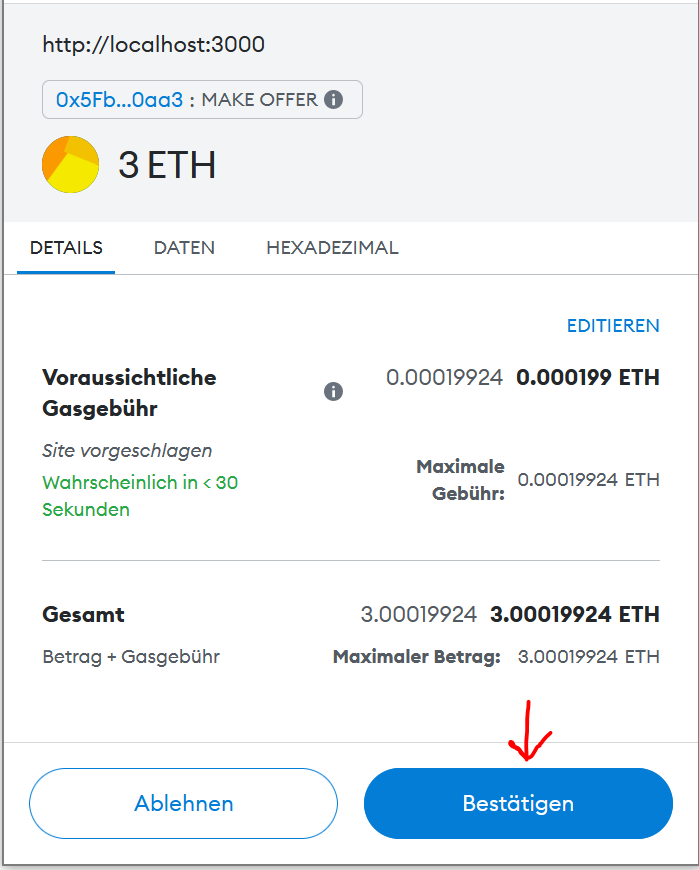 http://localhost:3000
0x5Fb...0aa3 : MAKE OFFER
3 ETH
DETAILS DATEN HEXADEZIMAL
EDITIEREN
Voraussichtliche
Gasgebühr
0.00019924 0.000199 ETH
Site vorgeschlagen
Wahrscheinlich in < 30
Sekunden
Maximale
Gebühr:
0.00019924 ETH
Gesamt 3.00019924 3.00019924 ETH
Betrag + Gasgebühr Maximaler Betrag: 3.00019924 ETH
Ablehnen Bestätigen